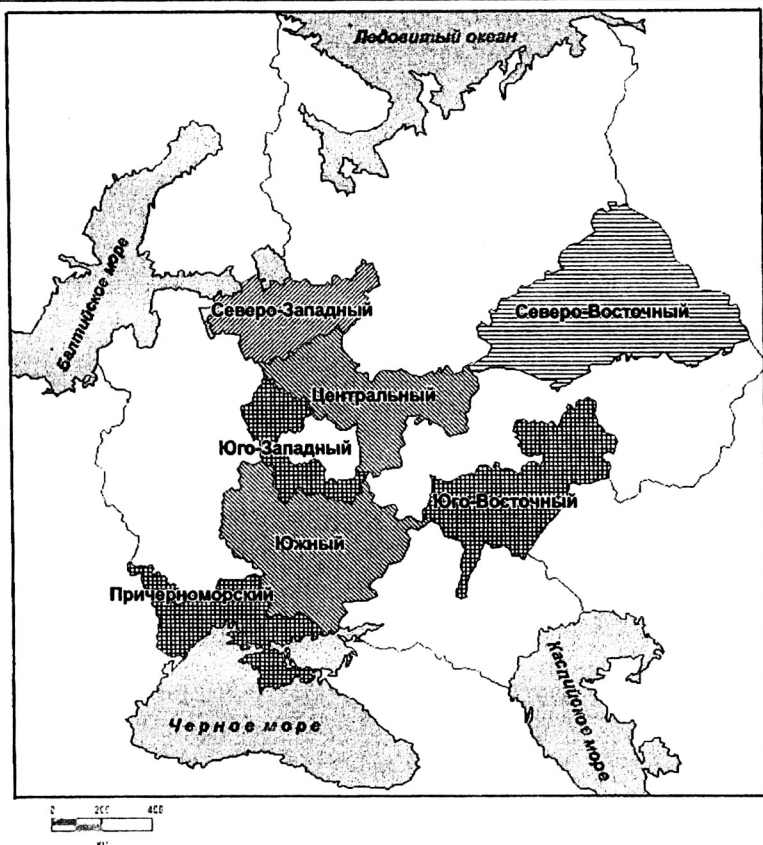 Ледовитый океан
Балтийское море
Северо-Западный
Северо-Восточный
Центральный
Юго-Западный
Юго-Восточный
Южный
Причерноморский
Каспийское море
Черное море
0 200 400